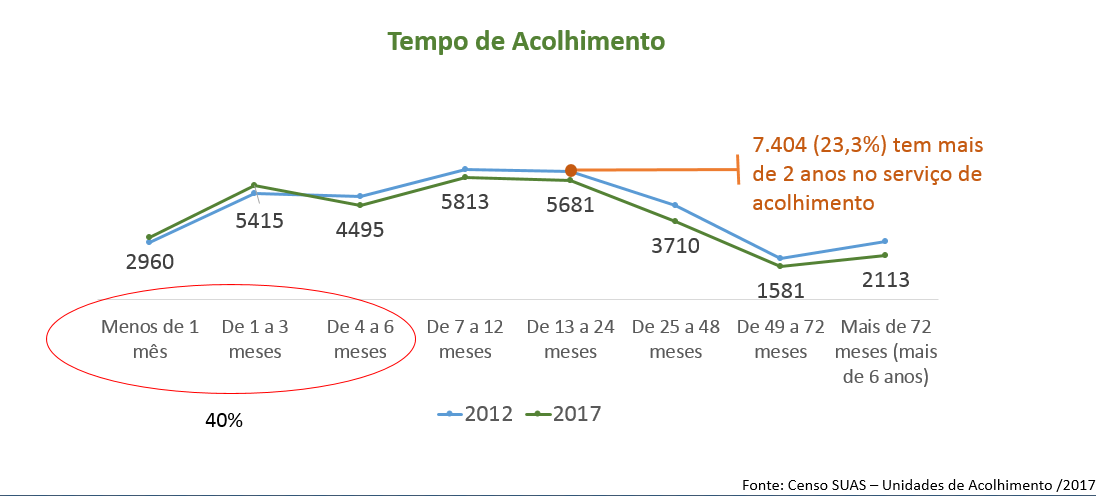 Tempo de Acolhimento
7.404 (23,3%) tem mais
de 2 anos no serviço de
acolhimento
2960
5415
4495
5813
5681
3710
1581
2113
Menos de 1
mês
De 1 a 3
meses
De 4 a 6
meses
De 7 a 12
meses
De 13 a 24
meses
De 25 a 48
meses
De 49 a 72
meses
Mais de 72
meses (mais
de 6 anos)
40%
2012
2017
Fonte: Censo SUAS – Unidades de Acolhimento /2017